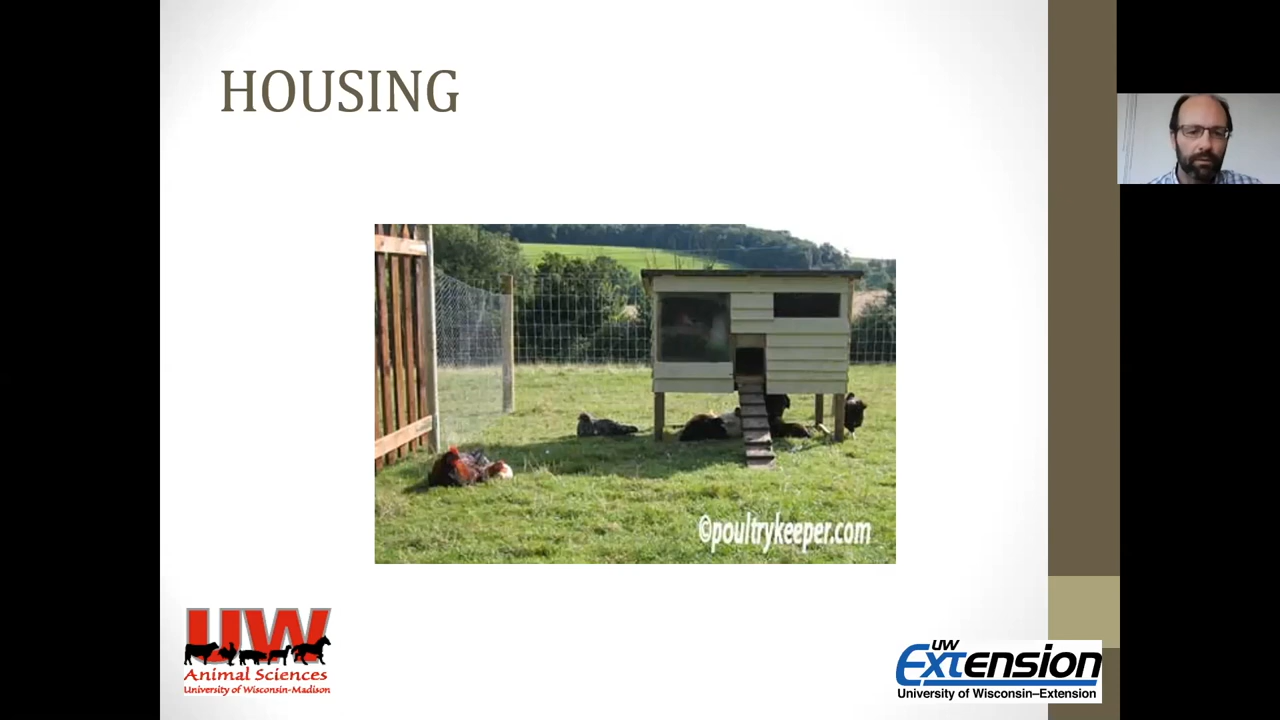 HOUSING
©poultrykeeper.com
UW
Animal Sciences
University of Wisconsin-Madison
UW
Extension
University of Wisconsin–Extension